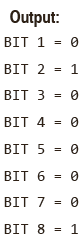 Output:
BIT 1 = 0
BIT 2 = 1
BIT 3 = 0
BIT 4 = 0
BIT 5 = 0
BIT 6 = 0
BIT 7 = 0
BIT 8 = 1